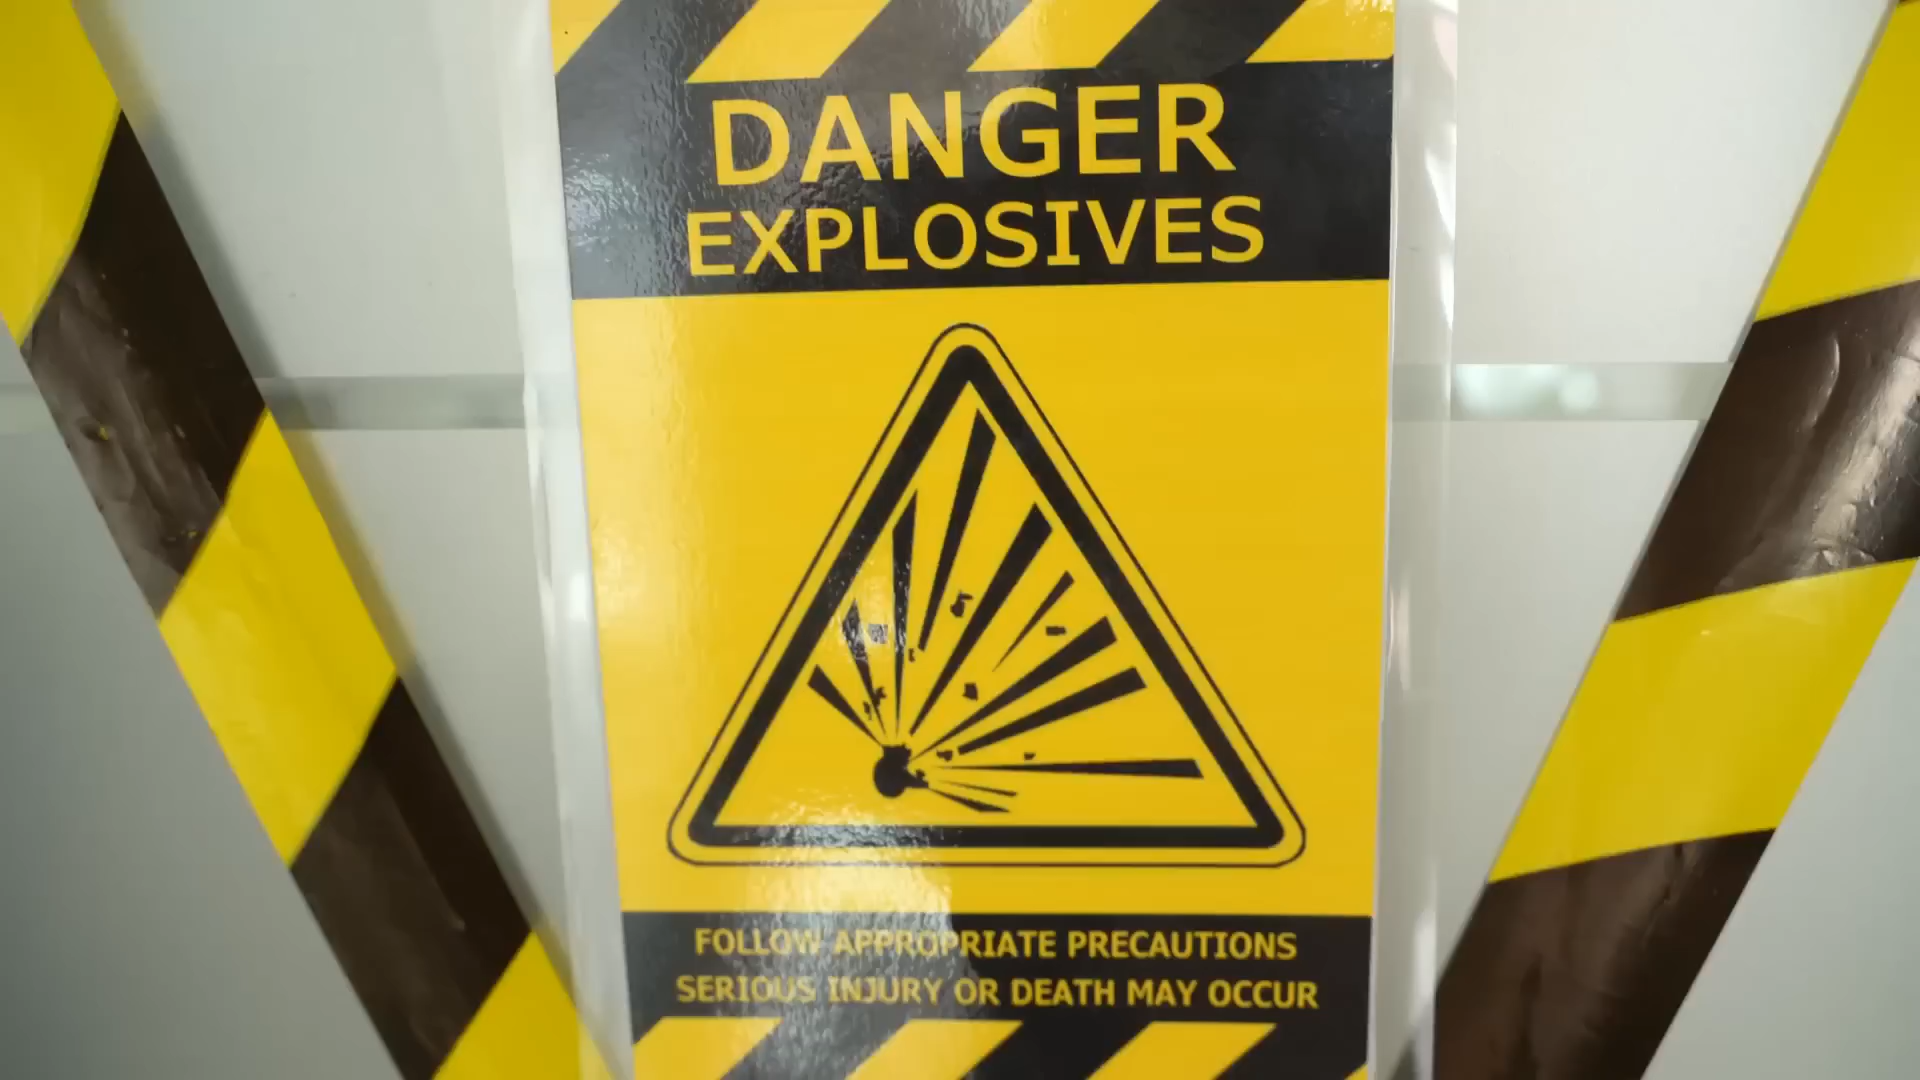 DANGER
EXPLOSIVES
FOLLOW APPROPRIATE PRECAUTIONS
SERIOUS INJURY OR DEATH MAY OCCUR